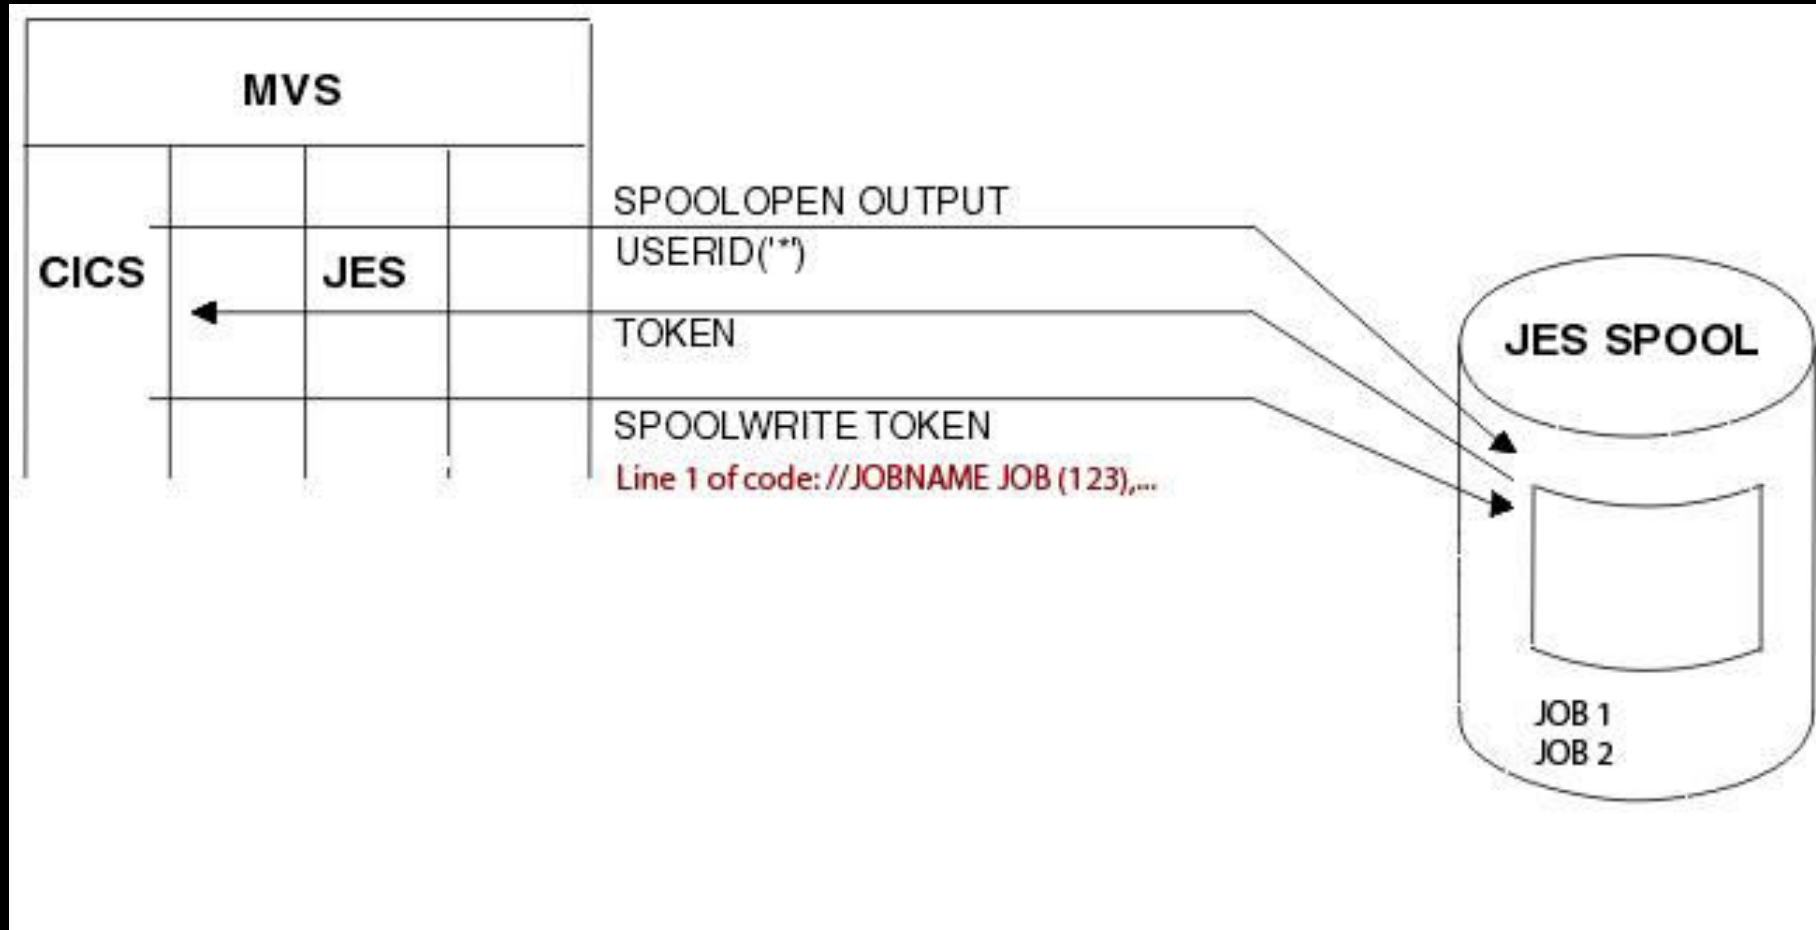 MVS
SPOOLOPEN OUTPUT
USERID('*')
CICS
JES
TOKEN
SPOOLWRITE TOKEN
Line 1 of code: //JOBNAME JOB (123),...
JES SPOOL
JOB 1
JOB 2